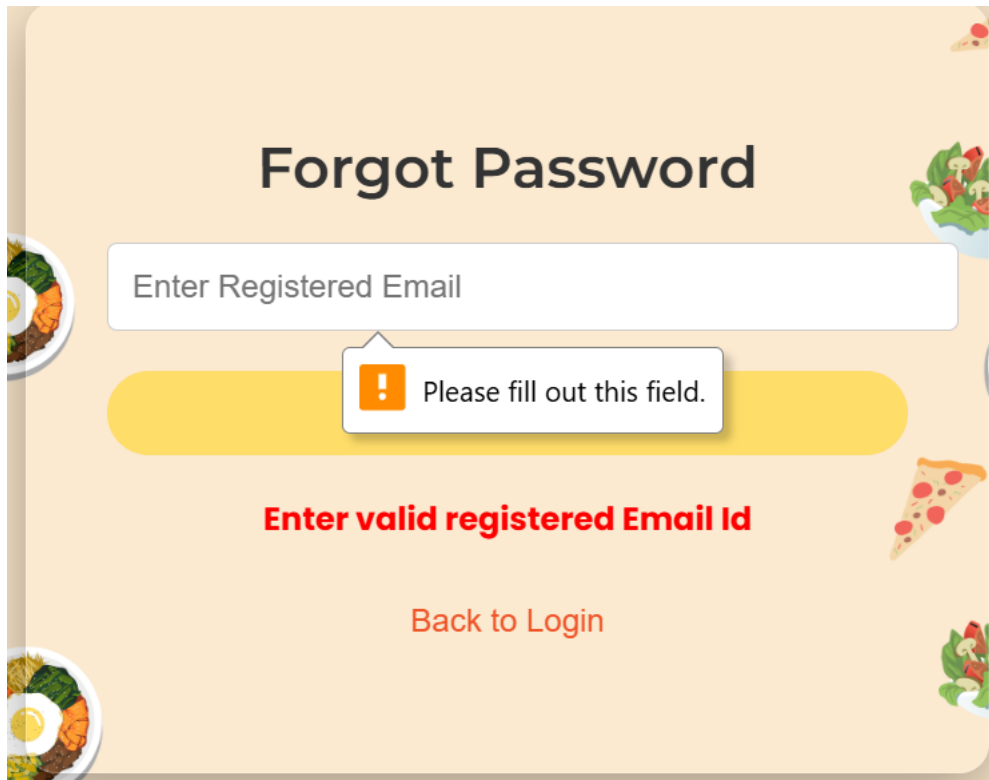 Forgot Password
Enter Registered Email
Please fill out this field.
Enter valid registered Email Id
Back to Login